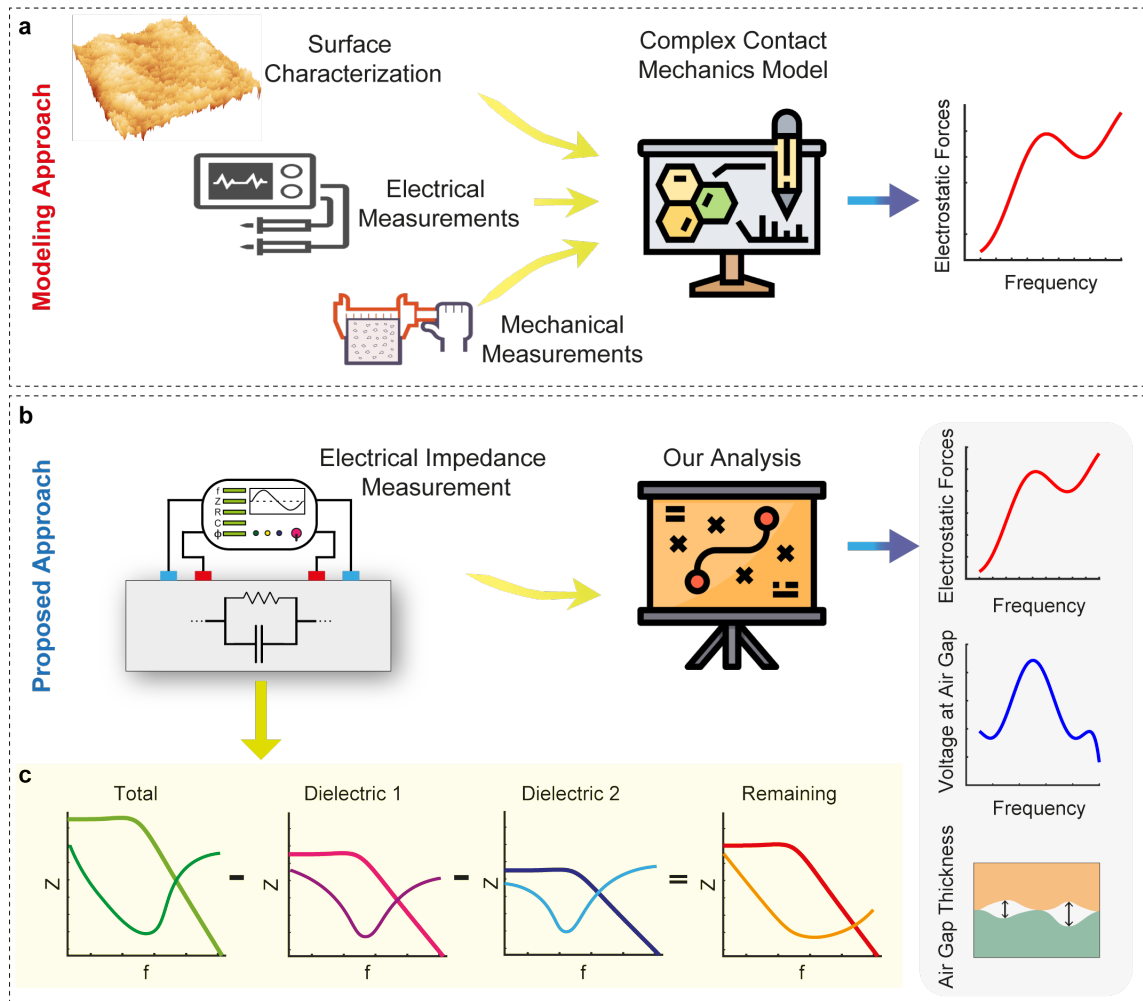 a
Modeling Approach
Surface
Characterization
Electrical
Measurements
Mechanical
Measurements
Complex Contact
Mechanics Model
Electrostatic Forces
Frequency
b
Proposed Approach
Electrical Impedance
Measurement
f
Z
R
C
ϕ
Our Analysis
Electrostatic Forces
Frequency
Voltage at Air Gap
Frequency
Air Gap Thickness
c
Total
Z
f
-
Dielectric 1
Z
f
-
Dielectric 2
Z
f
=
Remaining
Z
f